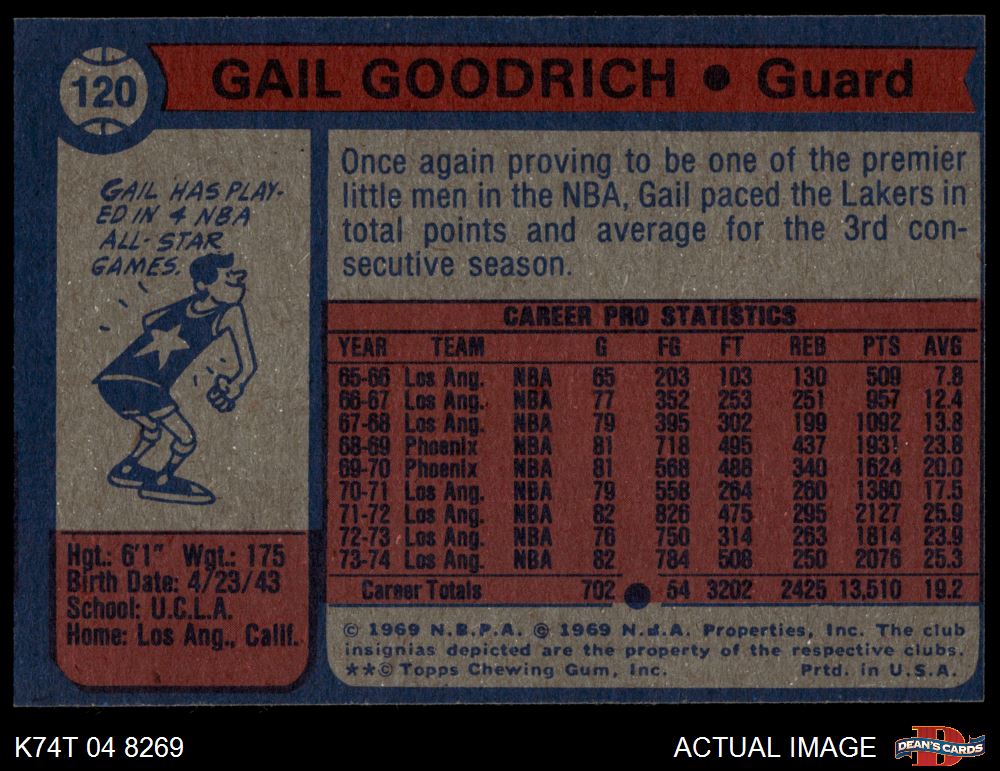 120
GAIL GOODRICH • Guard
GAIL HAS PLAY-
ED IN 4 NBA
ALL-STAR
GAMES.
Once again proving to be one of the premier
little men in the NBA, Gail paced the Lakers in
total points and average for the 3rd con-
secutive season.
CAREER PRO STATISTICS
YEAR TEAM G FG FT REB PTS AVG
65-66 Los Ang. NBA 65 203 103 130 509 7.8
66-67 Los Ang. NBA 77 352 253 251 957 12.4
67-68 Los Ang. NBA 79 395 302 199 1092 13.8
68-69 Phoenix NBA 81 718 495 437 1931 23.8
69-70 Phoenix NBA 81 568 488 340 1624 20.0
70-71 Los Ang. NBA 79 558 264 260 1380 17.5
71-72 Los Ang. NBA 82 826 475 295 2127 25.9
72-73 Los Ang. NBA 76 750 314 263 1814 23.9
73-74 Los Ang. NBA 82 784 508 250 2076 25.3
Career Totals 702 54 3202 2425 13,510 19.2
Hgt.: 6'1" Wgt.: 175
Birth Date: 4/23/43
School: U.C.L.A.
Home: Los Ang., Calif.
© 1969 N.B.P.A. © 1969 N.B.A. Properties, Inc. The club
insignias depicted are the property of the respective clubs.
**© Topps Chewing Gum, Inc. Prtd. in U.S.A.
K74T 04 8269
ACTUAL IMAGE
D
DEAN'S CARDS